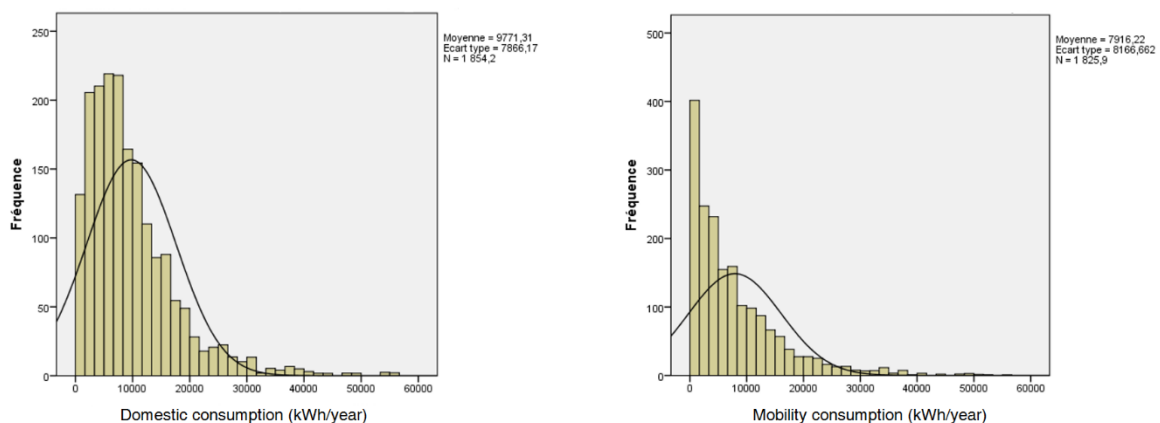 250
200
150
100
50
0
Fréquence
0 10000 20000 30000 40000 50000 60000
Domestic consumption (kWh/year)
Moyenne = 9771,31
Ecart type = 7866,17
N = 1 854,2
500
400
300
200
100
0
Fréquence
0 10000 20000 30000 40000 50000 60000
Mobility consumption (kWh/year)
Moyenne = 7916,22
Ecart type = 8166,662
N = 1 825,9